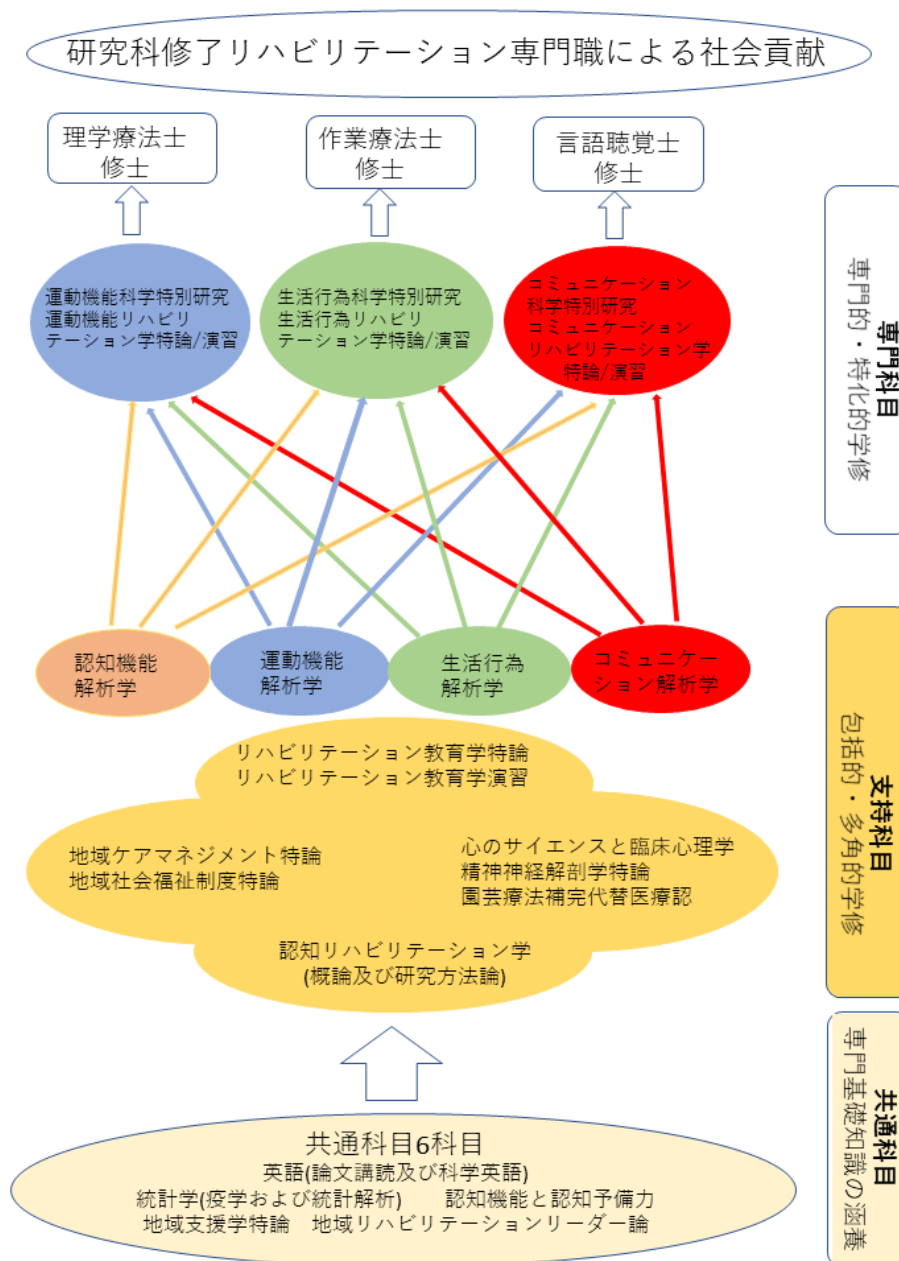 研究科修了リハビリテーション専門職による社会貢献
理学療法士
修士
作業療法士
修士
言語聴覚士
修士
運動機能科学特別研究
運動機能リハビリ
テーション学特論/演習
生活行為科学特別研究
生活行為リハビリ
テーション学特論/演習
コミュニケーション
科学特別研究
コミュニケーション
リハビリテーション学
特論/演習
専門科目
専門的・特化的学修
認知機能
解析学
運動機能
解析学
生活行為
解析学
コミュニケー
ション解析学
リハビリテーション教育学特論
リハビリテーション教育学演習
地域ケアマネジメント特論
地域社会福祉制度特論
心のサイエンスと臨床心理学
精神神経解剖学特論
園芸療法補完代替医療認
認知リハビリテーション学
(概論及び研究方法論)
支持科目
包括的・多角的学修
共通科目6科目
英語(論文講読及び科学英語)
統計学(疫学および統計解析) 認知機能と認知予備力
地域支援学特論 地域リハビリテーションリーダー論
共通科目
専門基礎知識の涵養